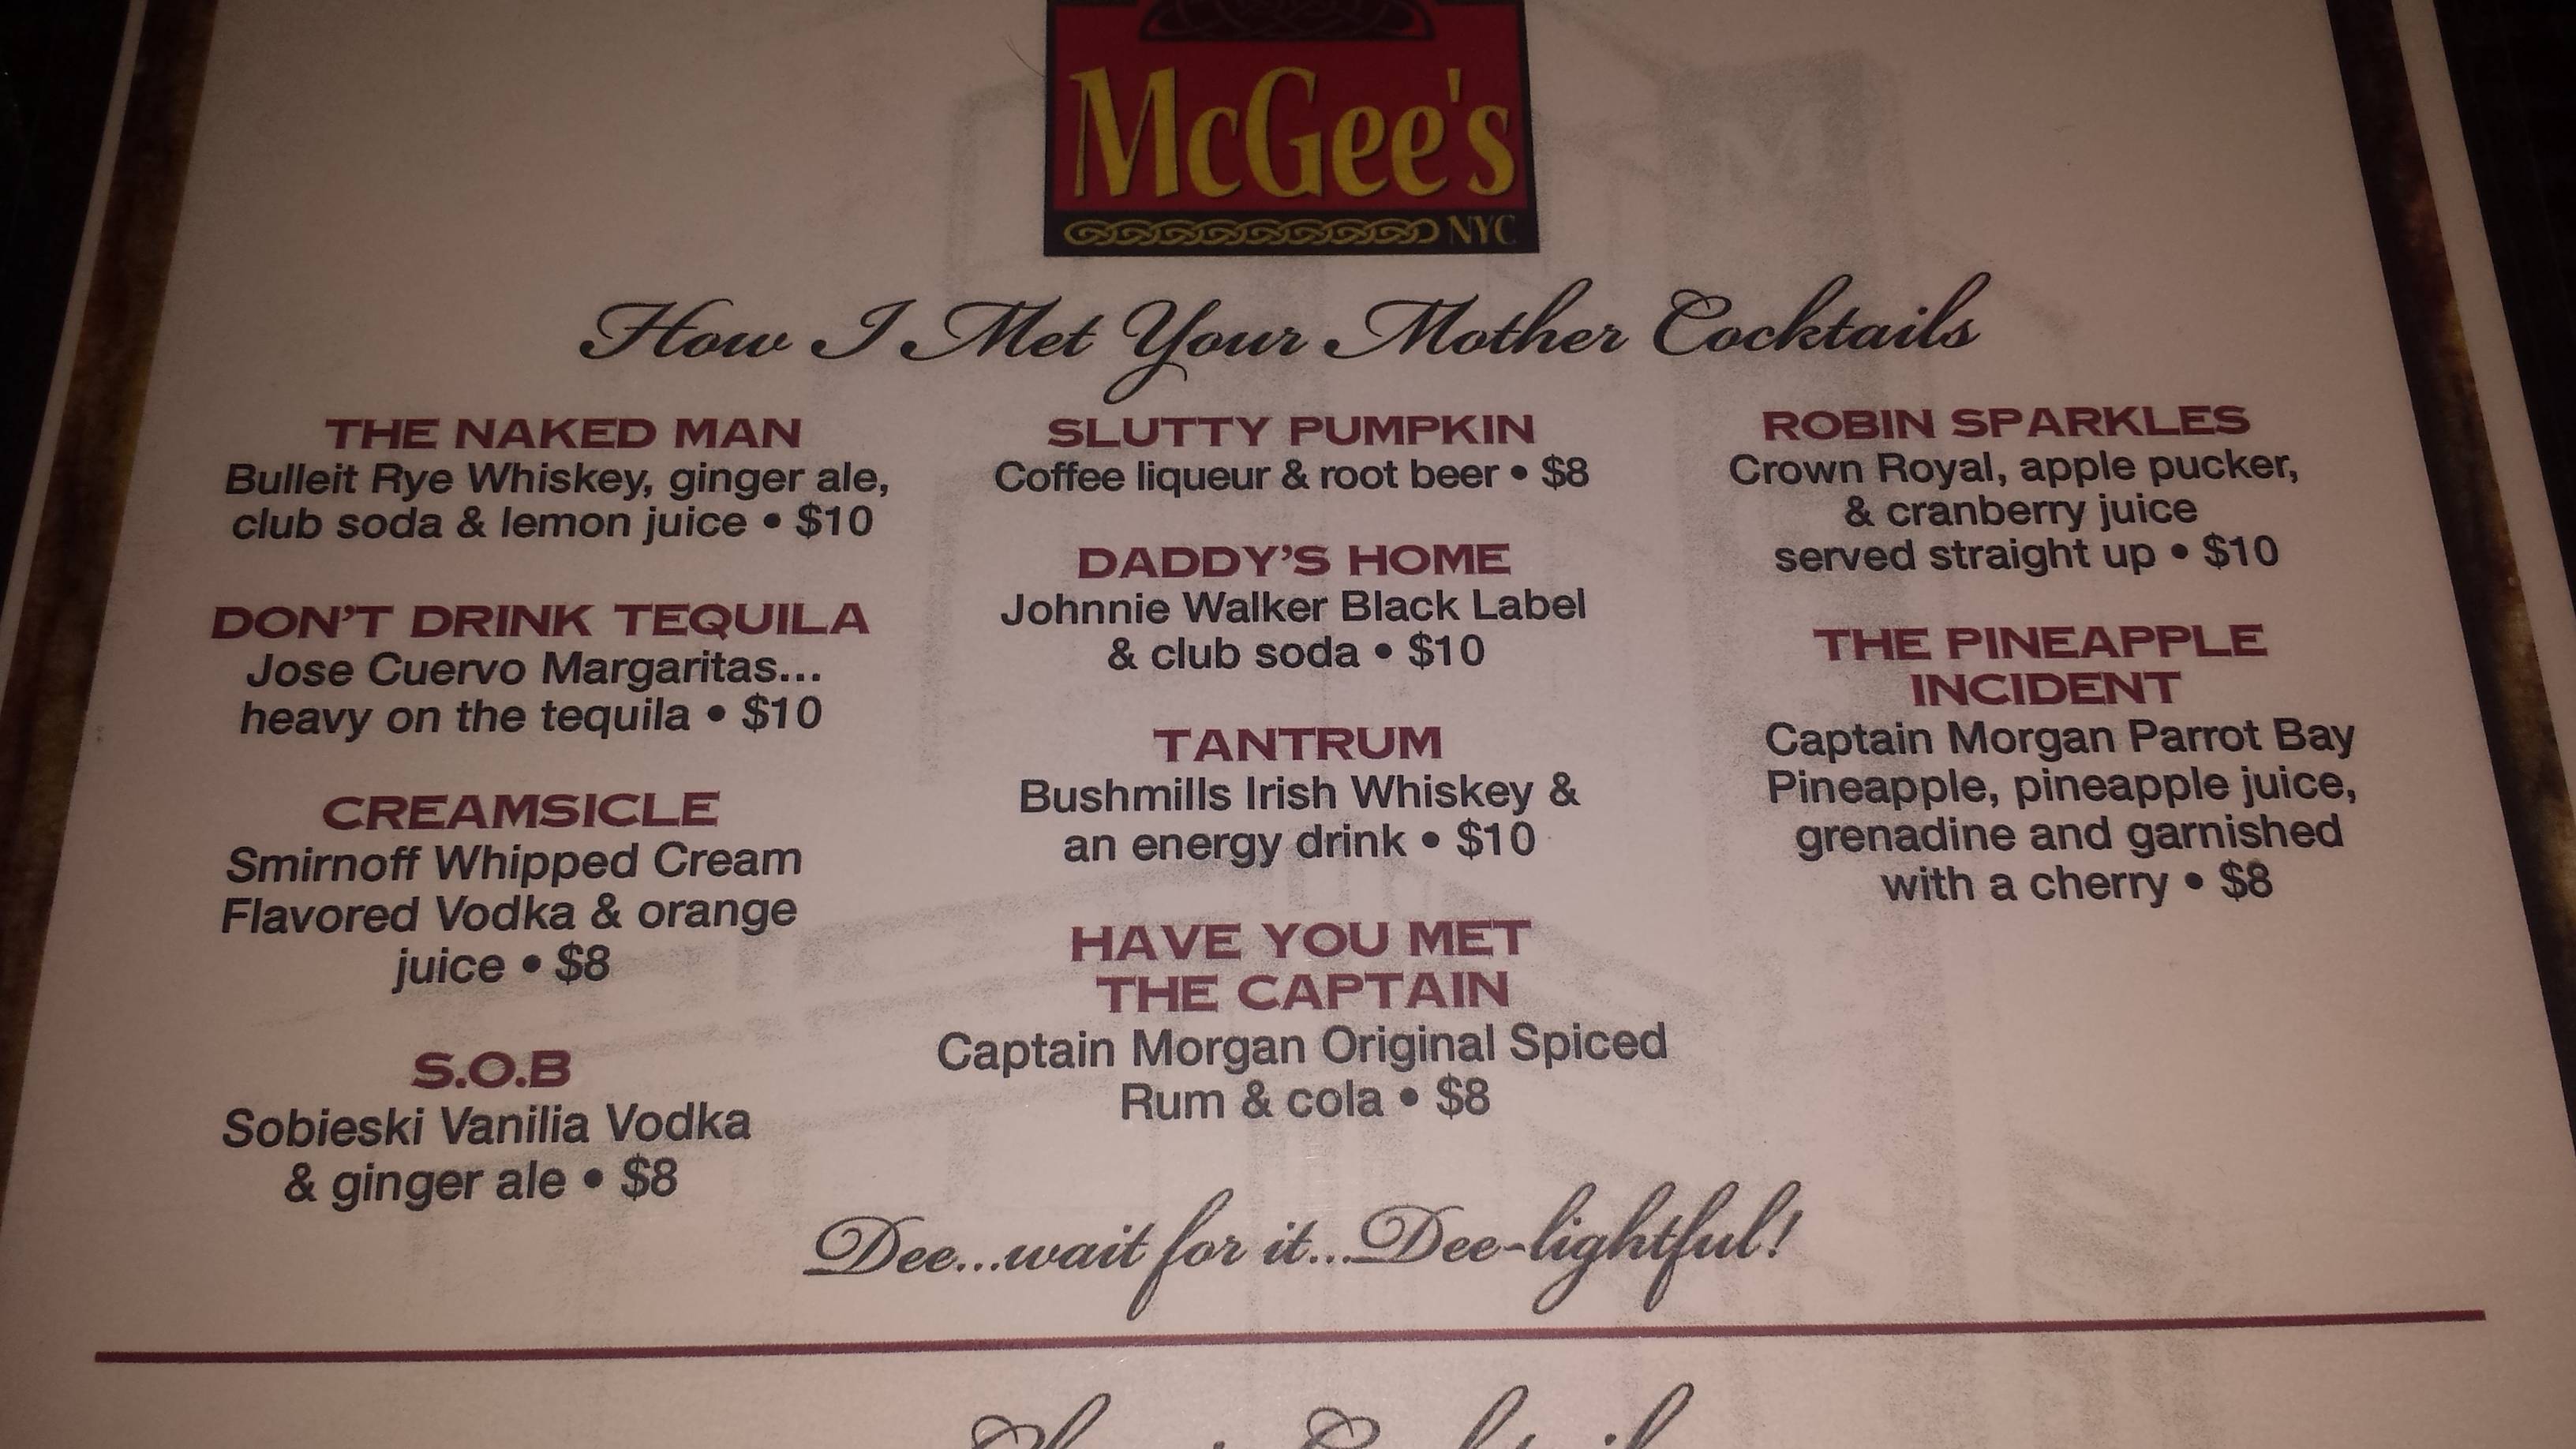 McGee's
NYC
How I Met Your Mother Cocktails
THE NAKED MAN
Bulleit Rye Whiskey, ginger ale,
club soda & lemon juice • $10
DON'T DRINK TEQUILA
Jose Cuervo Margaritas...
heavy on the tequila • $10
CREAMSICLE
Smirnoff Whipped Cream
Flavored Vodka & orange
juice • $8
S.O.B
Sobieski Vanilia Vodka
& ginger ale • $8
SLUTTY PUMPKIN
Coffee liqueur & root beer • $8
DADDY'S HOME
Johnnie Walker Black Label
& club soda • $10
TANTRUM
Bushmills Irish Whiskey &
an energy drink • $10
HAVE YOU MET
THE CAPTAIN
Captain Morgan Original Spiced
Rum & cola • $8
ROBIN SPARKLES
Crown Royal, apple pucker,
& cranberry juice
served straight up • $10
THE PINEAPPLE
INCIDENT
Captain Morgan Parrot Bay
Pineapple, pineapple juice,
grenadine and garnished
with a cherry • $8
Dee...wait for it...Dee-lightful!